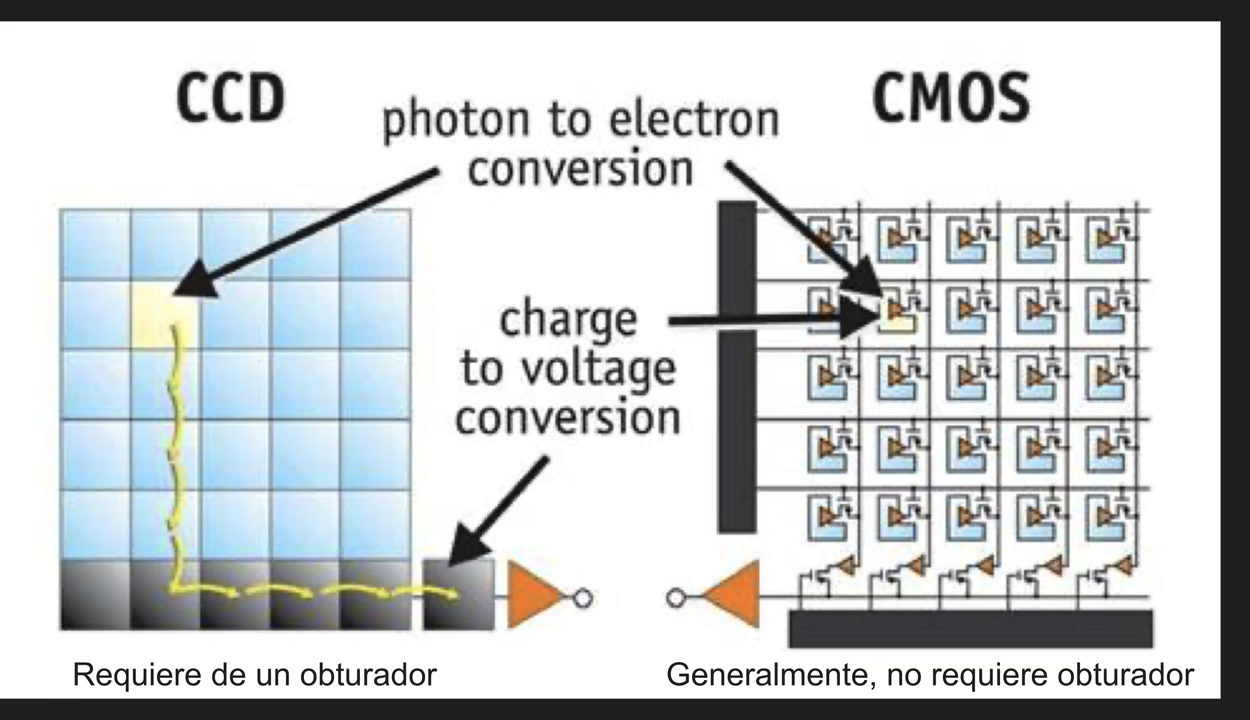 CCD
CMOS
photon to electron
conversion
charge
to voltage
conversion
Requiere de un obturador
Generalmente, no requiere obturador